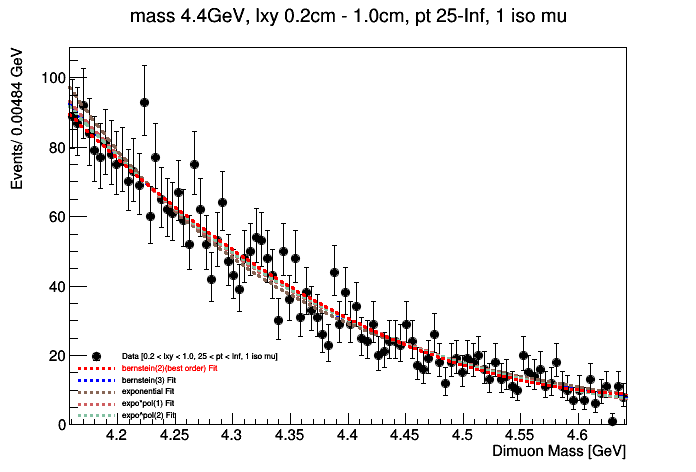 mass 4.4GeV, lxy 0.2cm - 1.0cm, pt 25-Inf, 1 iso mu
Events/ 0.00484 GeV
100
80
60
40
20
0
Data [0.2 < lxy < 1.0, 25 < pt < Inf, 1 iso mu]
bernstein(2)(best order) Fit
bernstein(3) Fit
exponential Fit
expo*pol(1) Fit
expo*pol(2) Fit
4.2 4.25 4.3 4.35 4.4 4.45 4.5 4.55 4.6
Dimuon Mass [GeV]